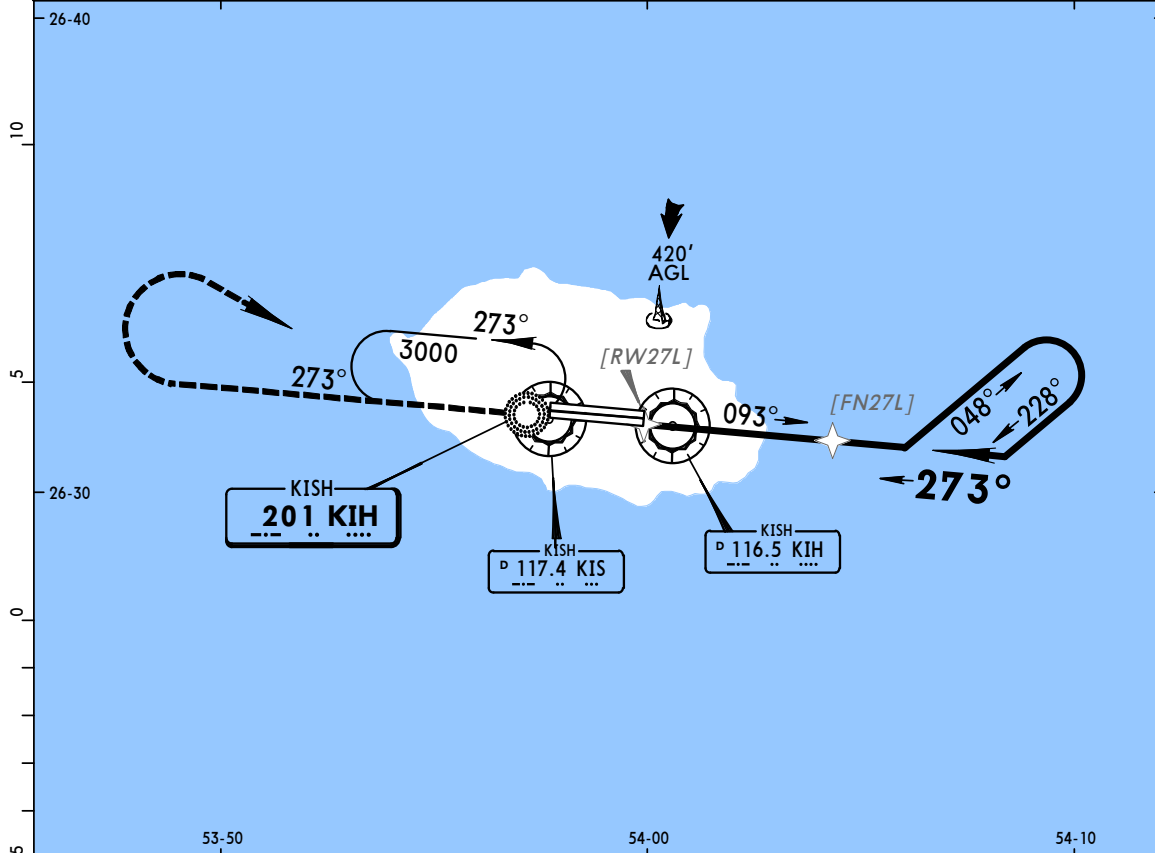 26-40
10
420'
AGL
273°
3000
[RW27L]
273°
5
093°
[FN27L]
048°
228°
273°
26-30
KISH
201 KIH
KISH
D 117.4 KIS
KISH
D 116.5 KIH
0
53-50
54-00
54-10
5